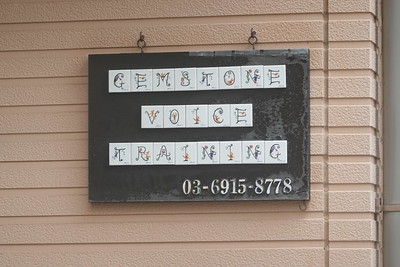 GEMSTONE
VOICE
TRAINING
03-6915-8778